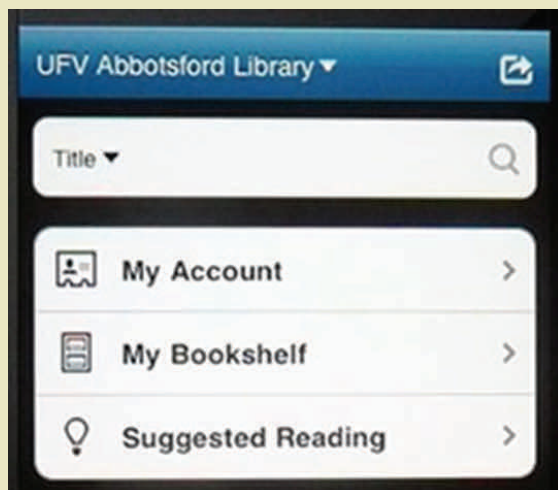 UFV Abbotsford Library
Title
My Account
My Bookshelf
Suggested Reading